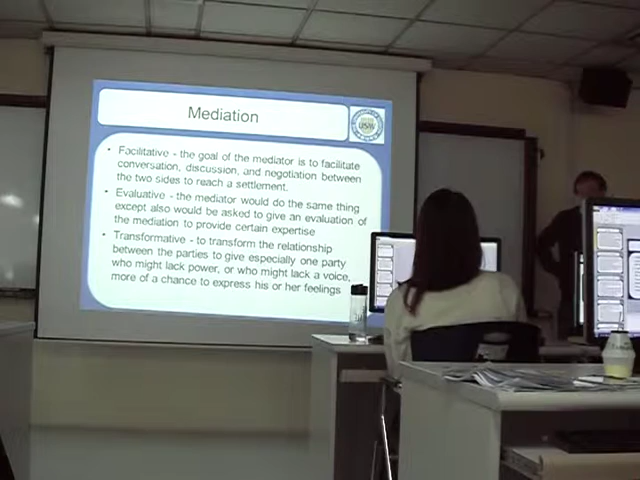 Mediation
• Facilitative - the goal of the mediator is to facilitate
conversation, discussion, and negotiation between
the two sides to reach a settlement.
• Evaluative - the mediator would do the same thing
except also would be asked to give an evaluation of
the mediation to provide certain expertise
• Transformative - to transform the relationship
between the parties to give especially one party
who might lack power, or who might lack a voice,
more of a chance to express his or her feelings